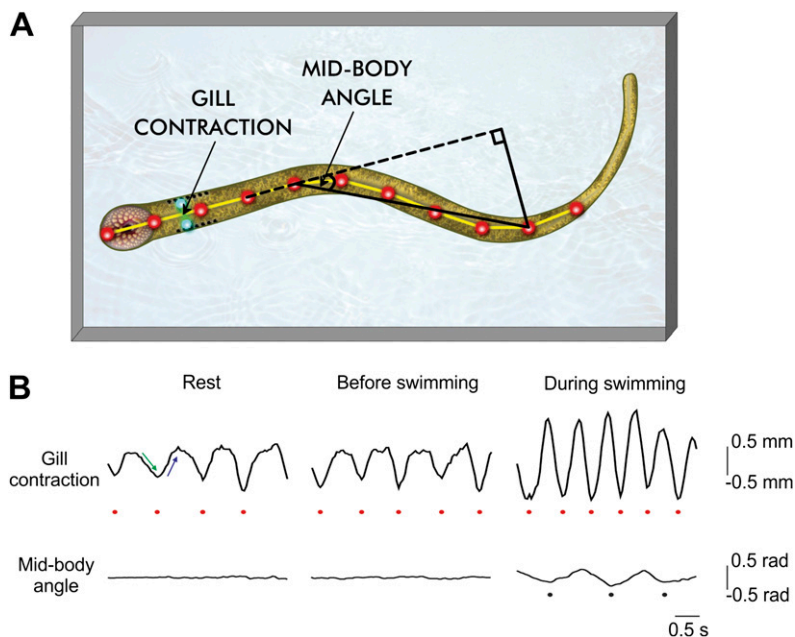 A
MID-BODY
ANGLE
GILL
CONTRACTION
B
Rest
Before swimming
During swimming
Gill
contraction
0.5 mm
-0.5 mm
Mid-body
angle
0.5 rad
-0.5 rad
0.5 s